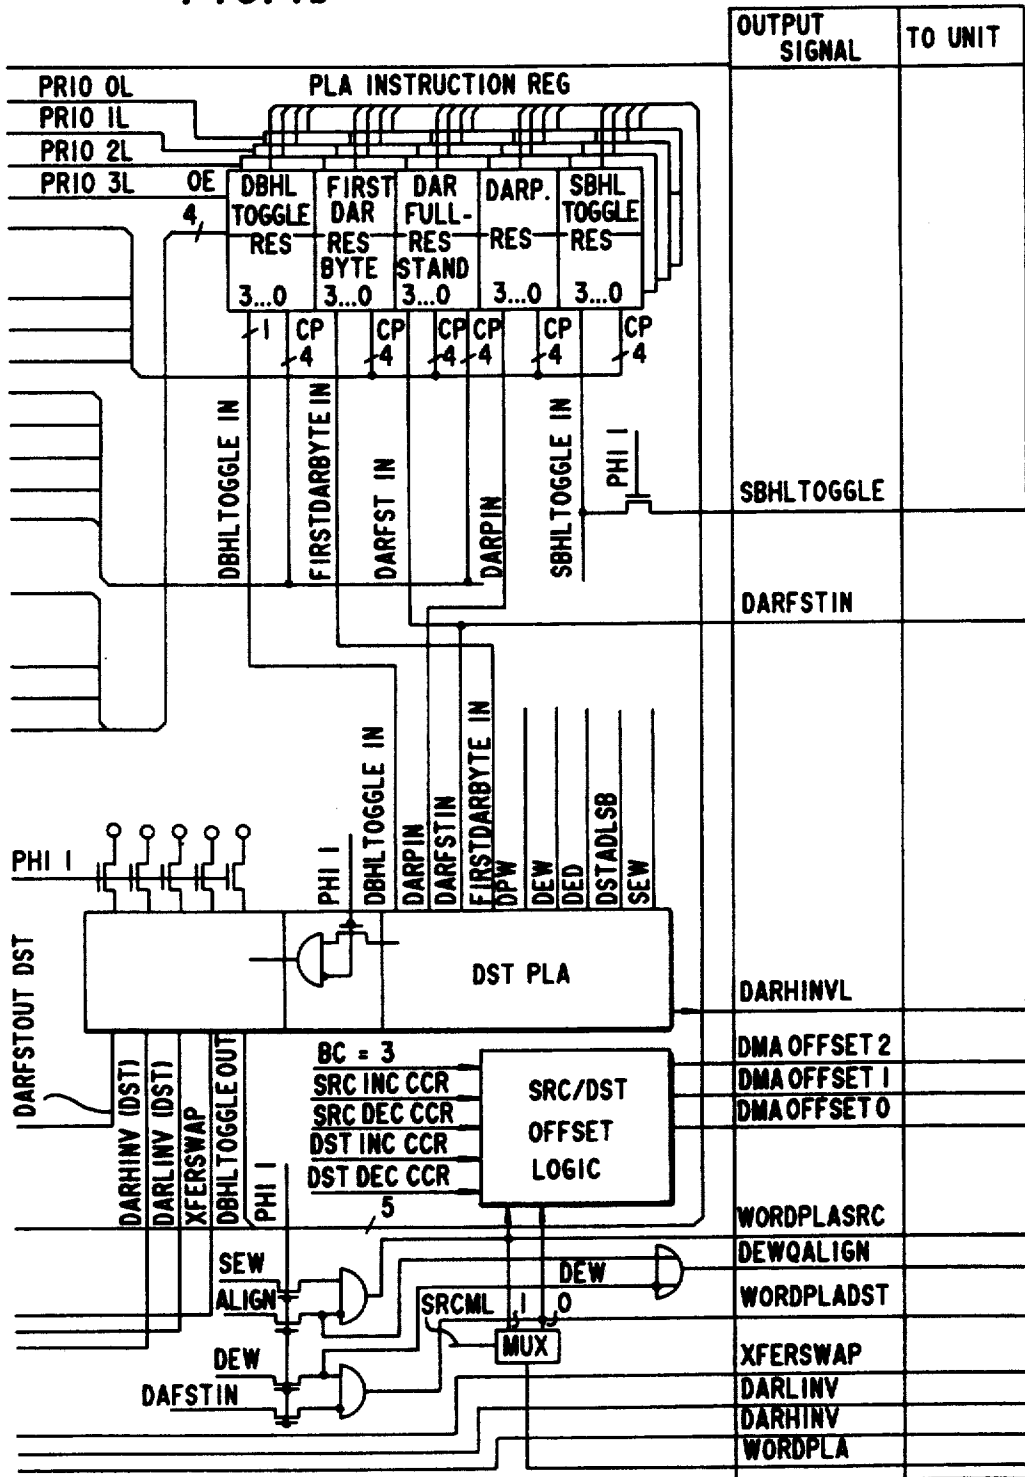 OUTPUT SIGNAL
TO UNIT
PRIO 0L
PLA INSTRUCTION REG
PRIO 1L
PRIO 2L
PRIO 3L
OE
4
DBHL TOGGLE
FIRST DAR
DAR FULL-
DARP.
SBHL TOGGLE
RES
RES BYTE
RES STAND
RES
RES
3...0
3...0
3...0
3...0
1
CP
4
CP
4
CP
4
CP
4
CP
4
CP
4
DBHLTOGGLE IN
FIRSTDARBYTE IN
DARFST IN
DARPIN
SBHLTOGGLE IN
PHI 1
SBHLTOGGLE
DARFSTIN
PHI 1
PHI 1
DBHLTOGGLE IN
DARPIN
DARFSTIN
FIRSTDARBYTE IN
DPW
DEW
DED
DSTADLSB
SEW
DST PLA
DARFSTOUT DST
DARHINV (DST)
DARLINV (DST)
XFERSWAP
DBHLTOGGLE OUT
PHI 1
DARHINVL
BC = 3
SRC INC CCR
SRC DEC CCR
DST INC CCR
DST DEC CCR
SRC/DST
OFFSET
LOGIC
DMA OFFSET 2
DMA OFFSET 1
DMA OFFSET 0
5
WORDPLASRC
SEW
ALIGN
DEW
DEWQALIGN
SRCML
1
0
WORDPLADST
MUX
DEW
DAFSTIN
XFERSWAP
DARLINV
DARHINV
WORDPLA